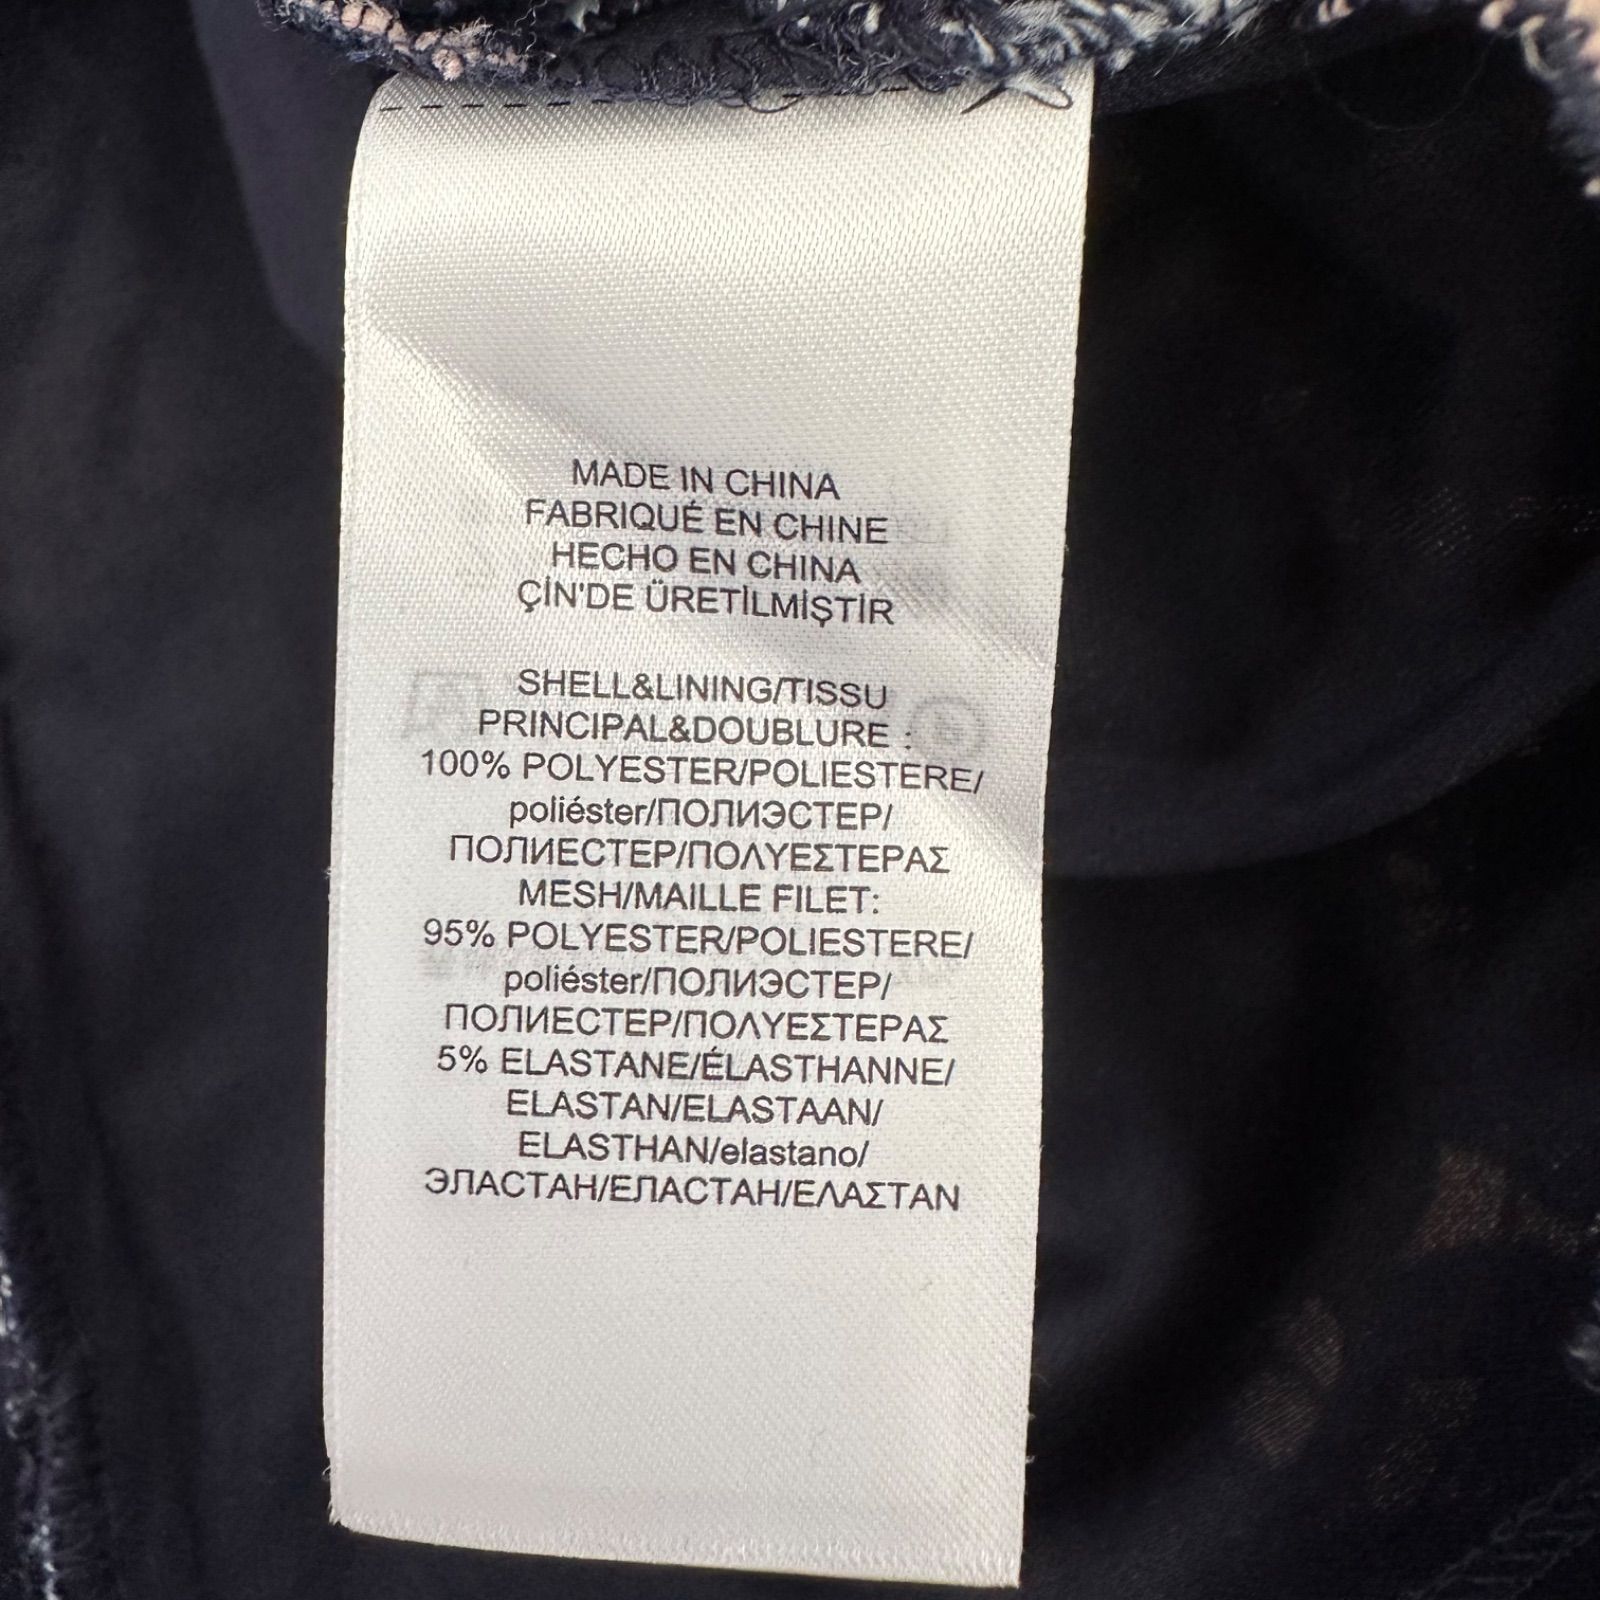 MADE IN CHINA
FABRIQUÉ EN CHINE
HECHO EN CHINA
ÇİN'DE ÜRETİLMİŞTİR
SHELL&LINING/TISSU
PRINCIPAL&DOUBLURE :
100% POLYESTER/POLIESTERE/
poliéster/ПОЛИЭСТЕР/
ПОЛИЕСТЕР/ΠΟΛΥΕΣΤΕΡΑΣ
MESH/MAILLE FILET:
95% POLYESTER/POLIESTERE/
poliéster/ПОЛИЭСТЕР/
ПОЛИЕСТЕР/ΠΟΛΥΕΣΤΕΡΑΣ
5% ELASTANE/ÉLASTHANNE/
ELASTAN/ELASTAAN/
ELASTHAN/elastano/
ЭЛАСТАН/ЕЛАСТАН/ΕΛΑΣΤΑΝ